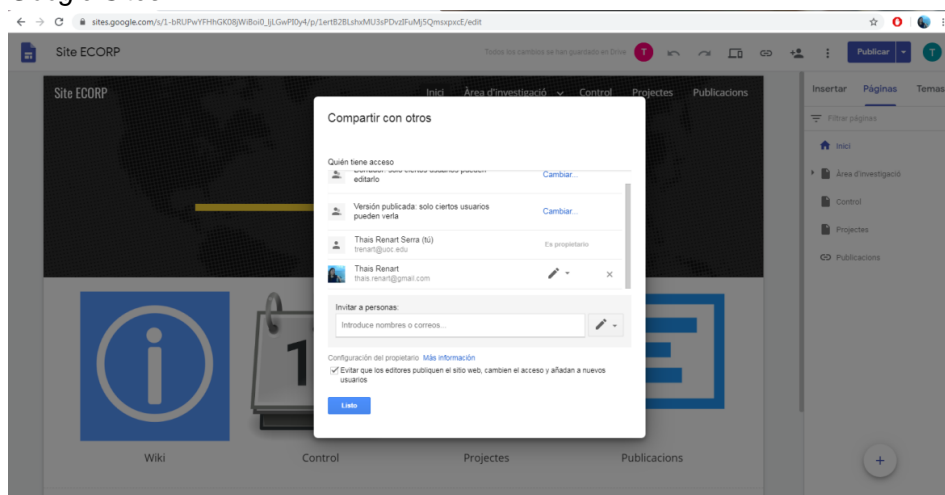 sites.google.com/s/1-bRUPwYFHhGK08jWiBoi0_ljLGwPI0y4/p/1ertB2BLshxMU3sPDvzIFuMj5Qmsxpxc​E/edit
Site ECORP
Todos los cambios se han guardado en Drive
T
Publicar
T
Site ECORP
Inici
Àrea d'investigació
Control
Projectes
Publicacions
Insertar
Páginas
Temas
Filtrar páginas
Inici
Àrea d'investigació
Control
Projectes
Publicacions
Compartir con otros
Quién tiene acceso
Borrador: solo ciertos usuarios pueden
editarlo
Cambiar...
Versión publicada: solo ciertos usuarios
pueden verla
Cambiar...
Thais Renart Serra (tú)
trenart@uoc.edu
Es propietario
Thais Renart
thais.renart@gmail.com
Invitar a personas:
Introduce nombres o correos...
Configuración del propietario Más información
Evitar que los editores publiquen el sitio web, cambien el acceso y añadan a nuevos
usuarios
Listo
1
Wiki
Control
Projectes
Publicacions